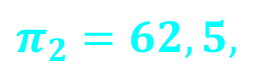 π₂ = 62,5,